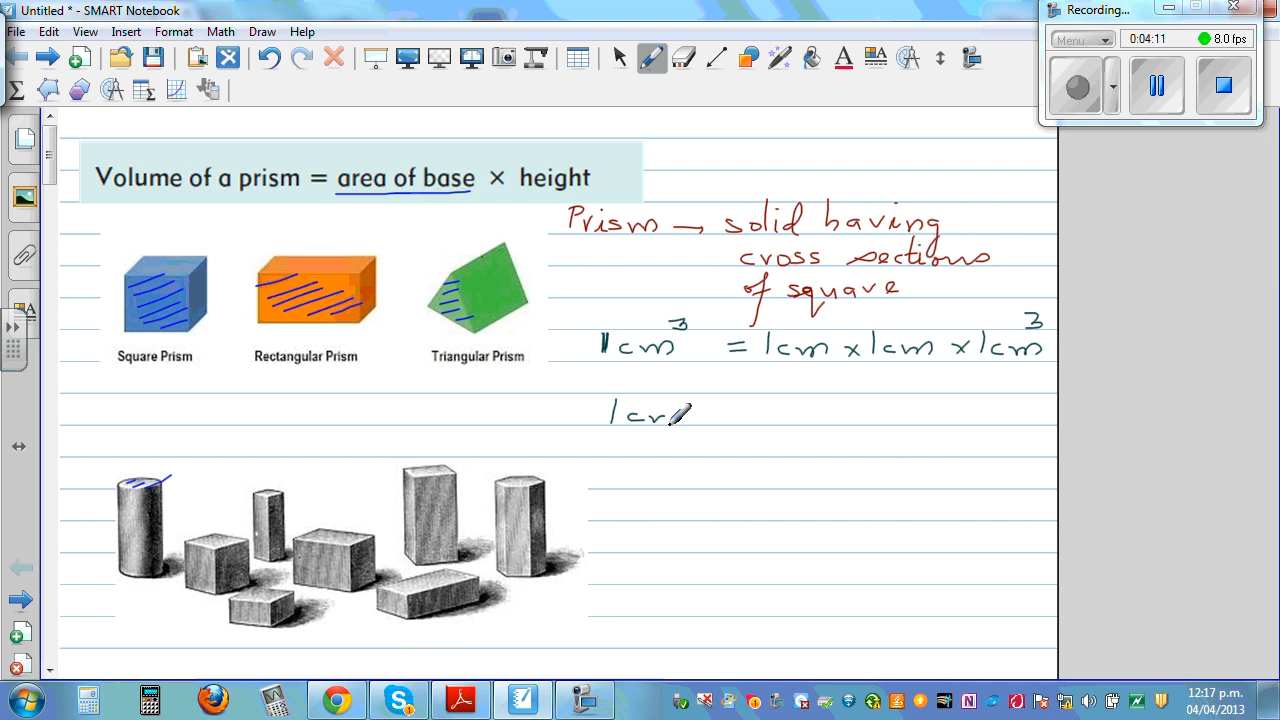 Untitled * - SMART Notebook
File Edit View Insert Format Math Draw Help
Recording...
Menu 0:04:11 8.0 fps
Volume of a prism = area of base × height
Prism → solid having
cross sections
of square
Square Prism Rectangular Prism Triangular Prism
1cm³ = 1cm x 1cm x 1cm 3
1cm
12:17 p.m.
04/04/2013